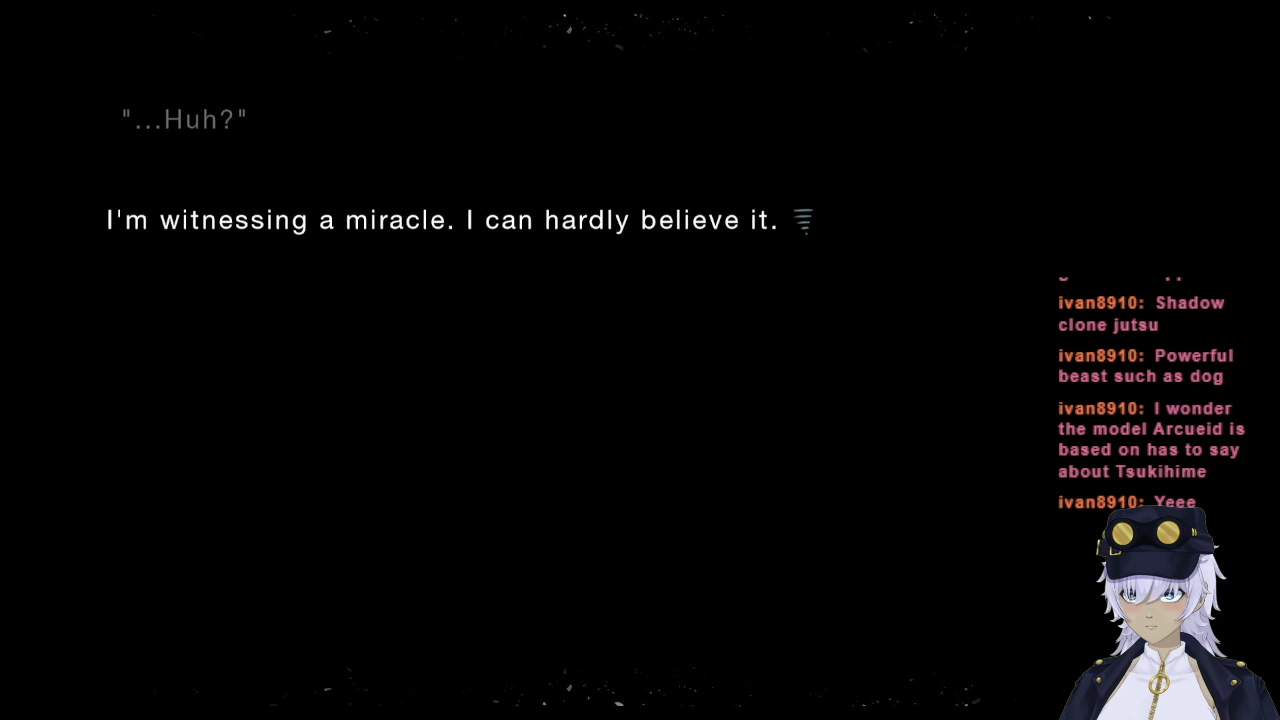 "...Huh?"
I'm witnessing a miracle. I can hardly believe it.
ivan8910: Shadow
clone jutsu
ivan8910: Powerful
beast such as dog
ivan8910: I wonder
the model Arcueid is
based on has to say
about Tsukihime
ivan8910: Yeee